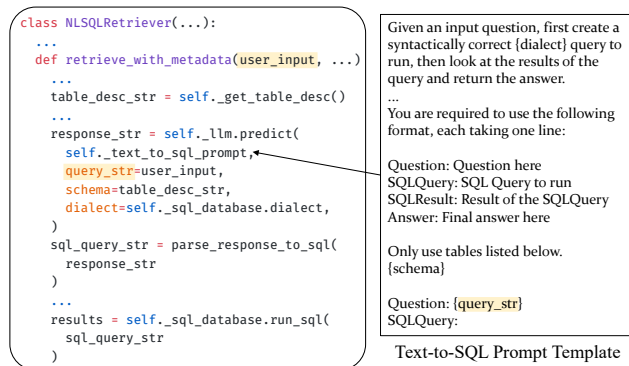 class NLSQLRetriever(...):
...
def retrieve_with_metadata(user_input, ...)
...
table_desc_str = self._get_table_desc()
...
response_str = self._llm.predict(
self._text_to_sql_prompt,
query_str=user_input,
schema=table_desc_str,
dialect=self._sql_database.dialect,
)
sql_query_str = parse_response_to_sql(
response_str
)
...
results = self._sql_database.run_sql(
sql_query_str
)
Given an input question, first create a
syntactically correct {dialect} query to
run, then look at the results of the
query and return the answer.
...
You are required to use the following
format, each taking one line:
Question: Question here
SQLQuery: SQL Query to run
SQLResult: Result of the SQLQuery
Answer: Final answer here
Only use tables listed below.
{schema}
Question: {query_str}
SQLQuery:
Text-to-SQL Prompt Template